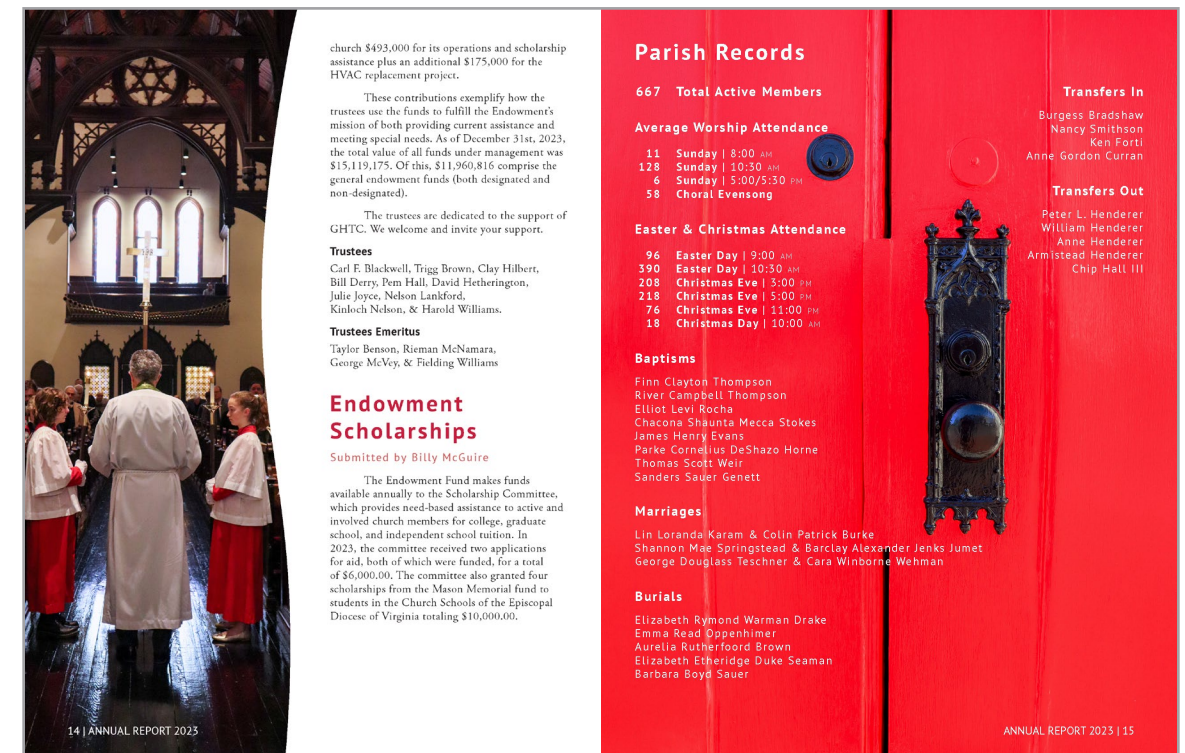 church $493,000 for its operations and scholarship
assistance plus an additional $175,000 for the
HVAC replacement project.
These contributions exemplify how the
trustees use the funds to fulfill the Endowment's
mission of both providing current assistance and
meeting special needs. As of December 31st, 2023,
the total value of all funds under management was
$15,119,175. Of this, $11,960,816 comprise the
general endowment funds (both designated and
non-designated).
The trustees are dedicated to the support of
GHTC. We welcome and invite your support.
Trustees
Carl F. Blackwell, Trigg Brown, Clay Hilbert,
Bill Derry, Pem Hall, David Hetherington,
Julie Joyce, Nelson Lankford,
Kinloch Nelson, & Harold Williams.
Trustees Emeritus
Taylor Benson, Rieman McNamara,
George McVey, & Fielding Williams
Endowment
Scholarships
Submitted by Billy McGuire
The Endowment Fund makes funds
available annually to the Scholarship Committee,
which provides need-based assistance to active and
involved church members for college, graduate
school, and independent school tuition. In
2023, the committee received two applications
for aid, both of which were funded, for a total
of $6,000.00. The committee also granted four
scholarships from the Mason Memorial fund to
students in the Church Schools of the Episcopal
Diocese of Virginia totaling $10,000.00.
14 | ANNUAL REPORT 2023
Parish Records
667 Total Active Members
Average Worship Attendance
11 Sunday | 8:00 AM
128 Sunday | 10:30 AM
6 Sunday | 5:00/5:30 PM
58 Choral Evensong
Easter & Christmas Attendance
96 Easter Day | 9:00 AM
390 Easter Day | 10:30 AM
208 Christmas Eve | 3:00 PM
218 Christmas Eve | 5:00 PM
76 Christmas Eve | 11:00 PM
18 Christmas Day | 10:00 AM
Baptisms
Finn Clayton Thompson
River Campbell Thompson
Elliot Levi Rocha
Chacona Shaunta Mecca Stokes
James Henry Evans
Parke Cornelius DeShazo Horne
Thomas Scott Weir
Sanders Sauer Genett
Marriages
Lin Loranda Karam & Colin Patrick Burke
Shannon Mae Springstead & Barclay Alexander Jenks Jumet
George Douglass Teschner & Cara Winborne Wehman
Burials
Elizabeth Rymond Warman Drake
Emma Read Oppenhimer
Aurelia Rutherfoord Brown
Elizabeth Etheridge Duke Seaman
Barbara Boyd Sauer
Transfers In
Burgess Bradshaw
Nancy Smithson
Ken Forti
Anne Gordon Curran
Transfers Out
Peter L. Henderer
William Henderer
Anne Henderer
Armistead Henderer
Chip Hall III
ANNUAL REPORT 2023 | 15